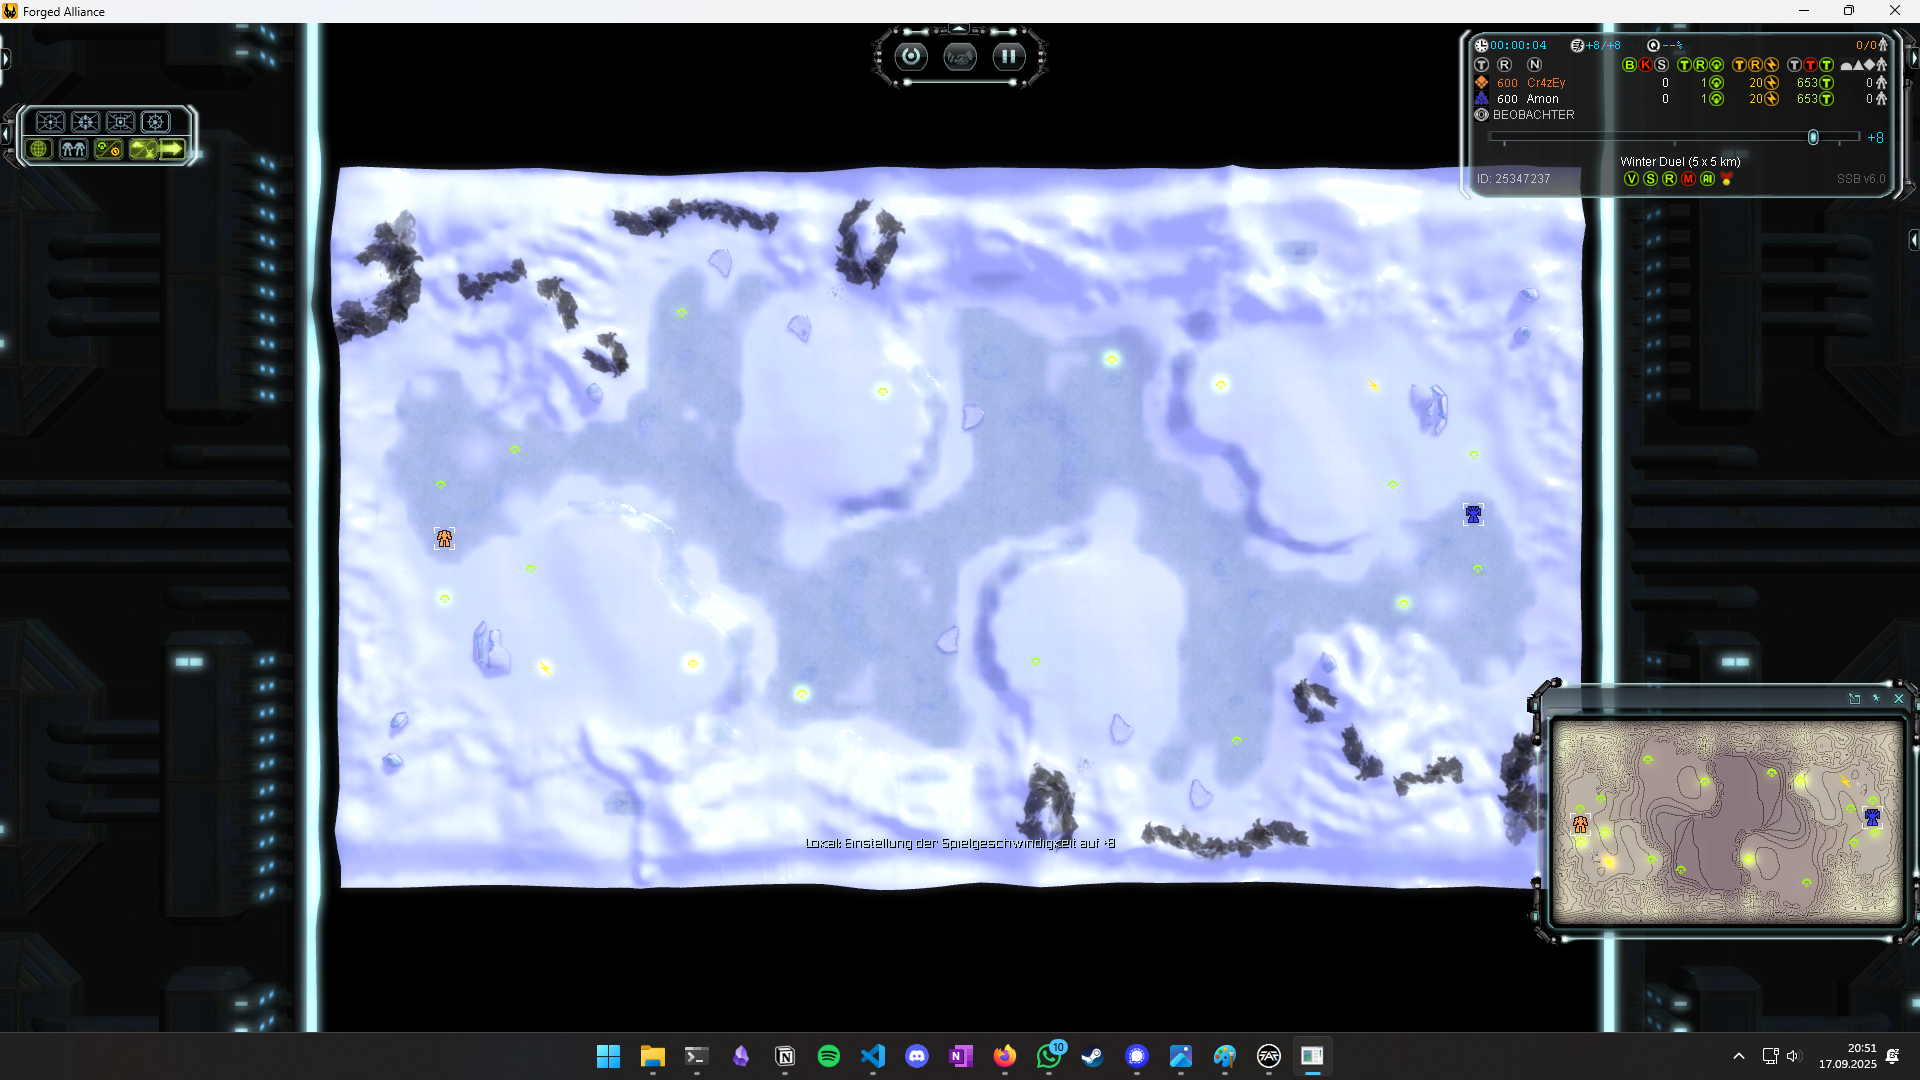 Forged Alliance
00:00:04 +8/+8 Q --% 0/0
T R N B K S T R T R T T T
600 Cr4zEy 0 1 20 653 T 0
600 Amon 0 1 20 653 T 0
BEOBACHTER
+8
Winter Duel (5 x 5 km)
ID: 25347237 V S R M AI SSB v6.0
Lokal: Einstellung der Spielgeschwindigkeit auf +8
N
N
10
FAF
20:51
17.09.2025